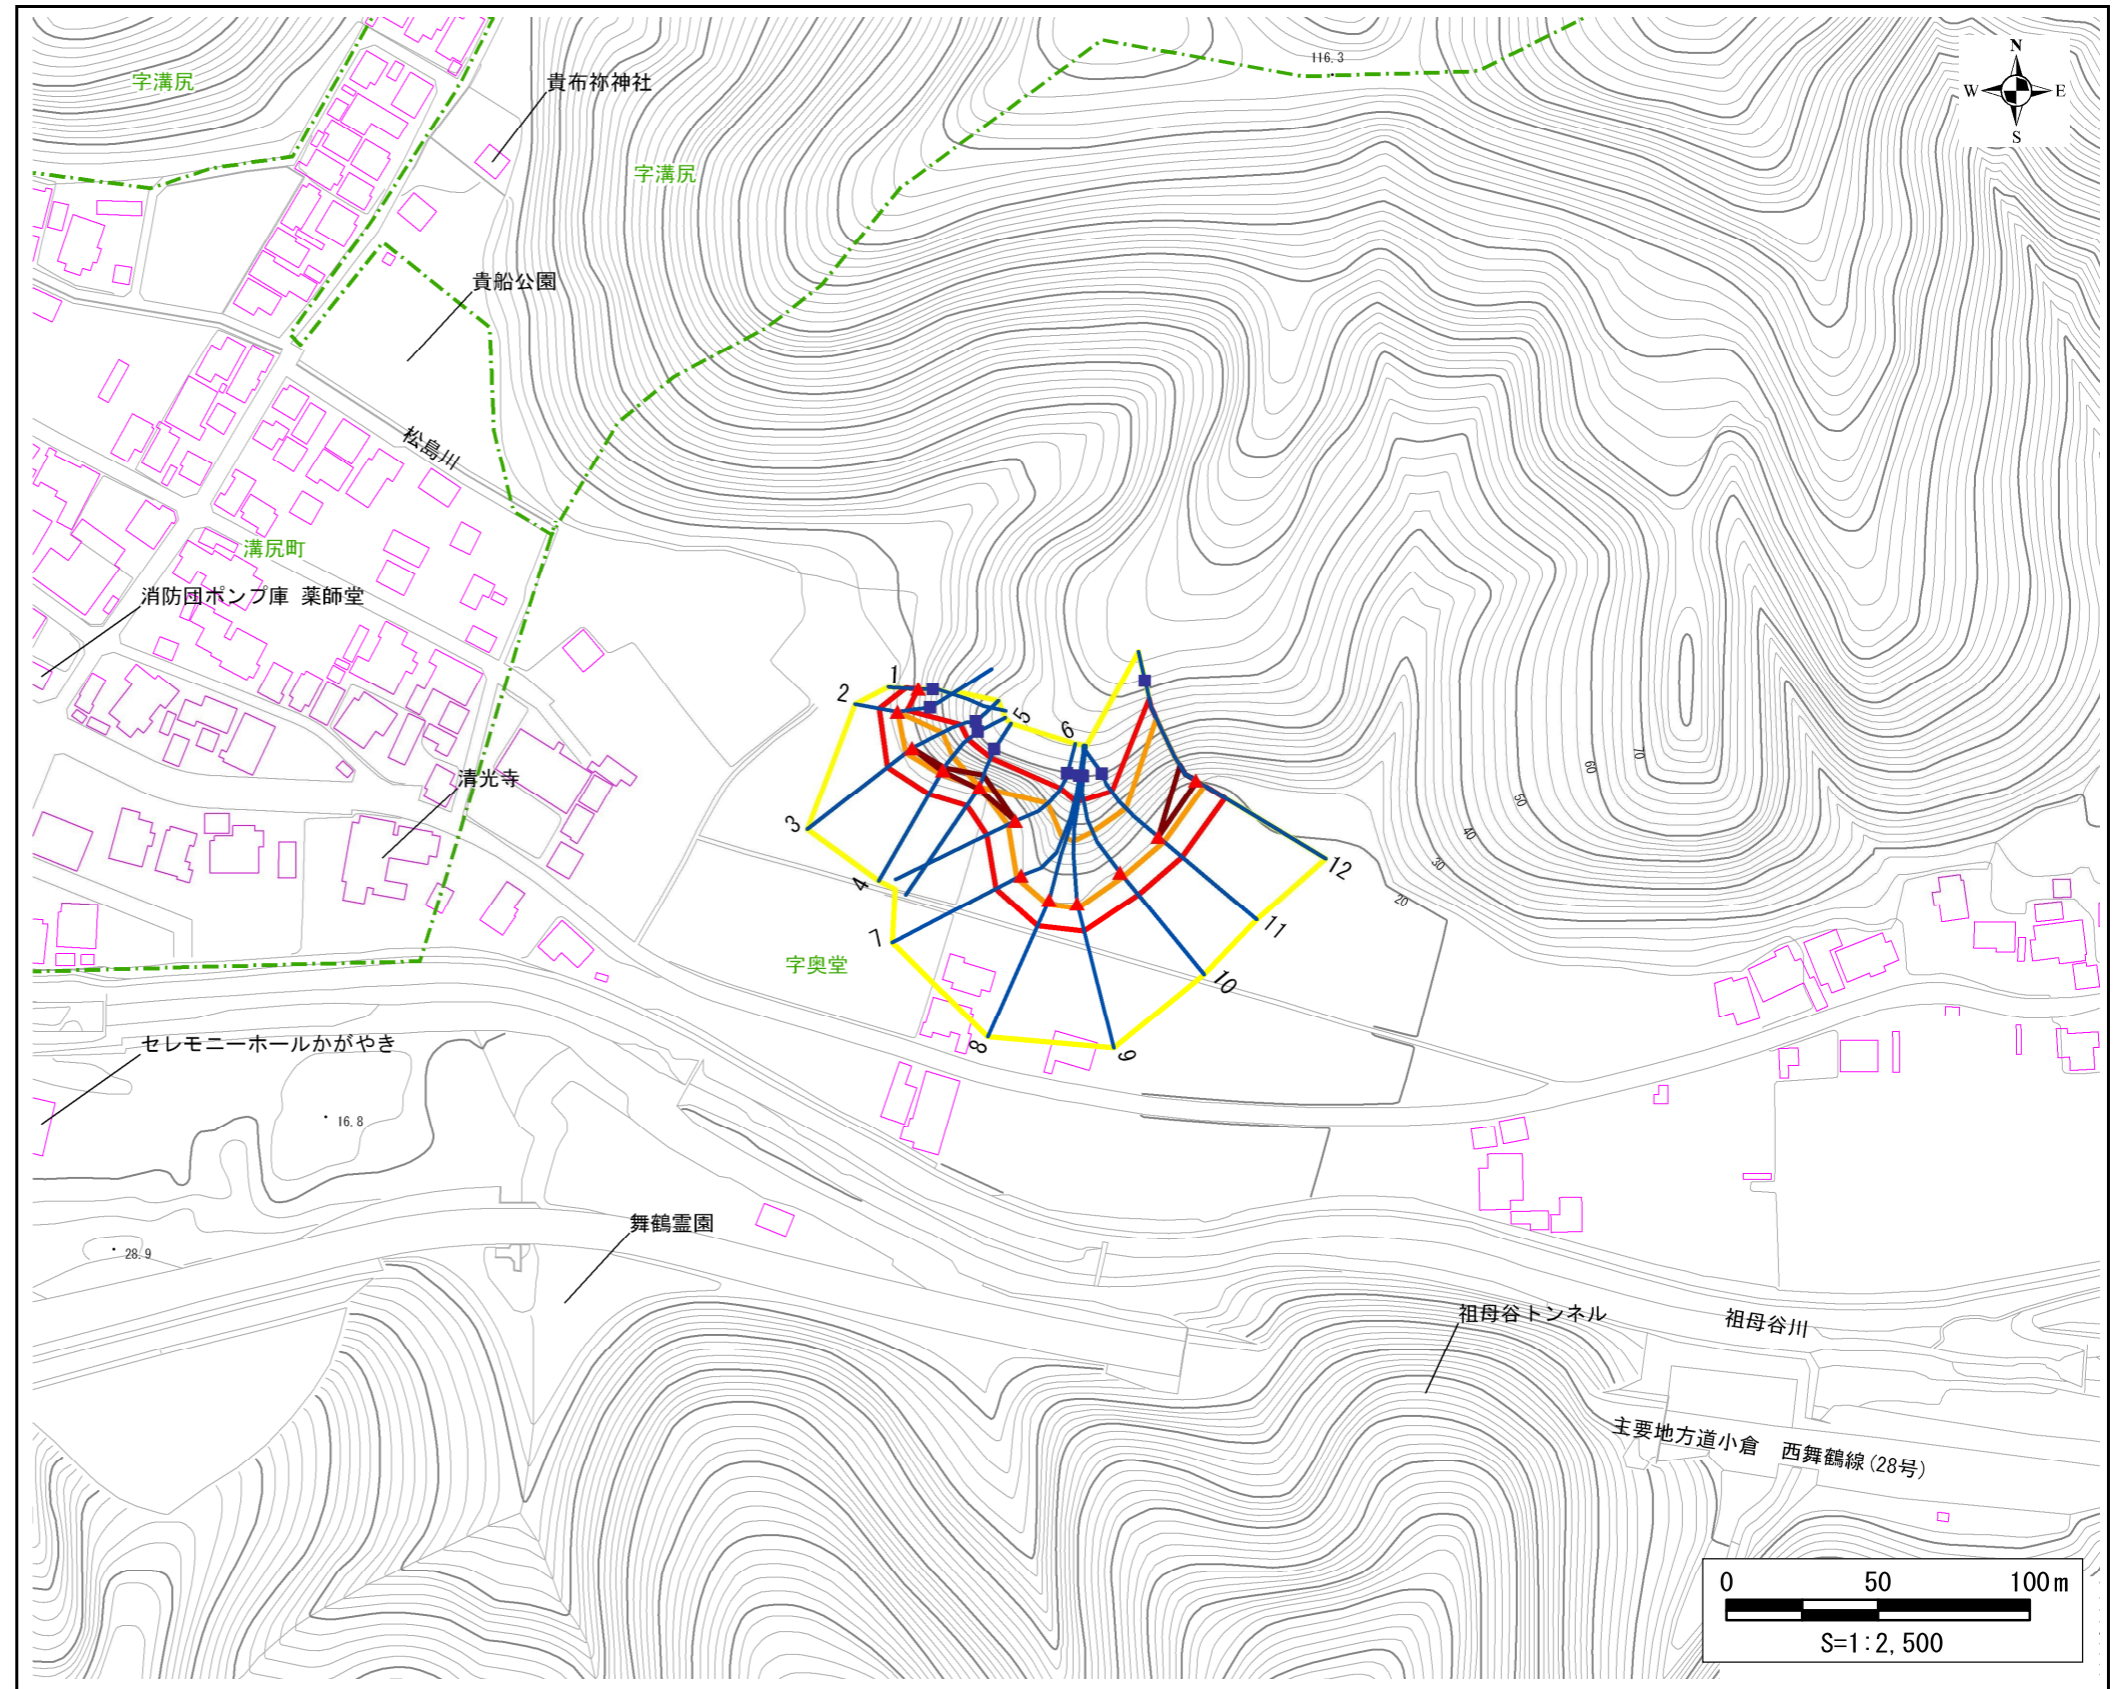 116.3
N
W
E
S
字溝尻
貴布祢神社
字溝尻
貴船公園
松島川
溝尻町
消防団ポンプ庫 薬師堂
清光寺
1
2
3
4
5
6
7
8
9
10
11
12
70
60
50
40
30
20
字奥堂
セレモニーホールかがやき
16.8
28.9
舞鶴霊園
祖母谷トンネル
祖母谷川
主要地方道小倉 西舞鶴線(28号)
0 50 100m
S=1:2,500